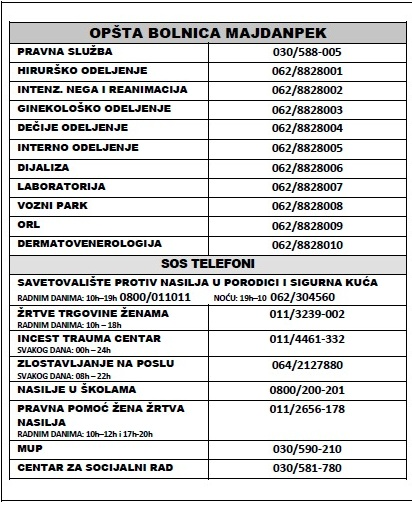 OPŠTA BOLNICA MAJDANPEK
PRAVNA SLUŽBA 030/588-005
HIRURŠKO ODELJENJE 062/8828001
INTENZ. NEGA I REANIMACIJA 062/8828002
GINEKOLOŠKO ODELJENJE 062/8828003
DEČIJE ODELJENJE 062/8828004
INTERNO ODELJENJE 062/8828005
DIJALIZA 062/8828006
LABORATORIJA 062/8828007
VOZNI PARK 062/8828008
ORL 062/8828009
DERMATOVENEROLOGIJA 062/8828010
SOS TELEFONI
SAVETOVALIŠTE PROTIV NASILJA U PORODICI I SIGURNA KUĆA
RADNIM DANIMA: 10h–19h 0800/011011 NOĆU: 19h–10 062/304560
ŽRTVE TRGOVINE ŽENAMA 011/3239-002
RADNIM DANIMA: 10h – 18h
INCEST TRAUMA CENTAR 011/4461-332
SVAKOG DANA: 00h – 24h
ZLOSTAVLJANJE NA POSLU 064/2127880
SVAKOG DANA: 08h – 22h
NASILJE U ŠKOLAMA 0800/200-201
PRAVNA POMOĆ ŽENA ŽRTVA 011/2656-178
NASILJA
RADNIM DANIMA: 10h–12h i 17h-20h
MUP 030/590-210
CENTAR ZA SOCIJALNI RAD 030/581-780